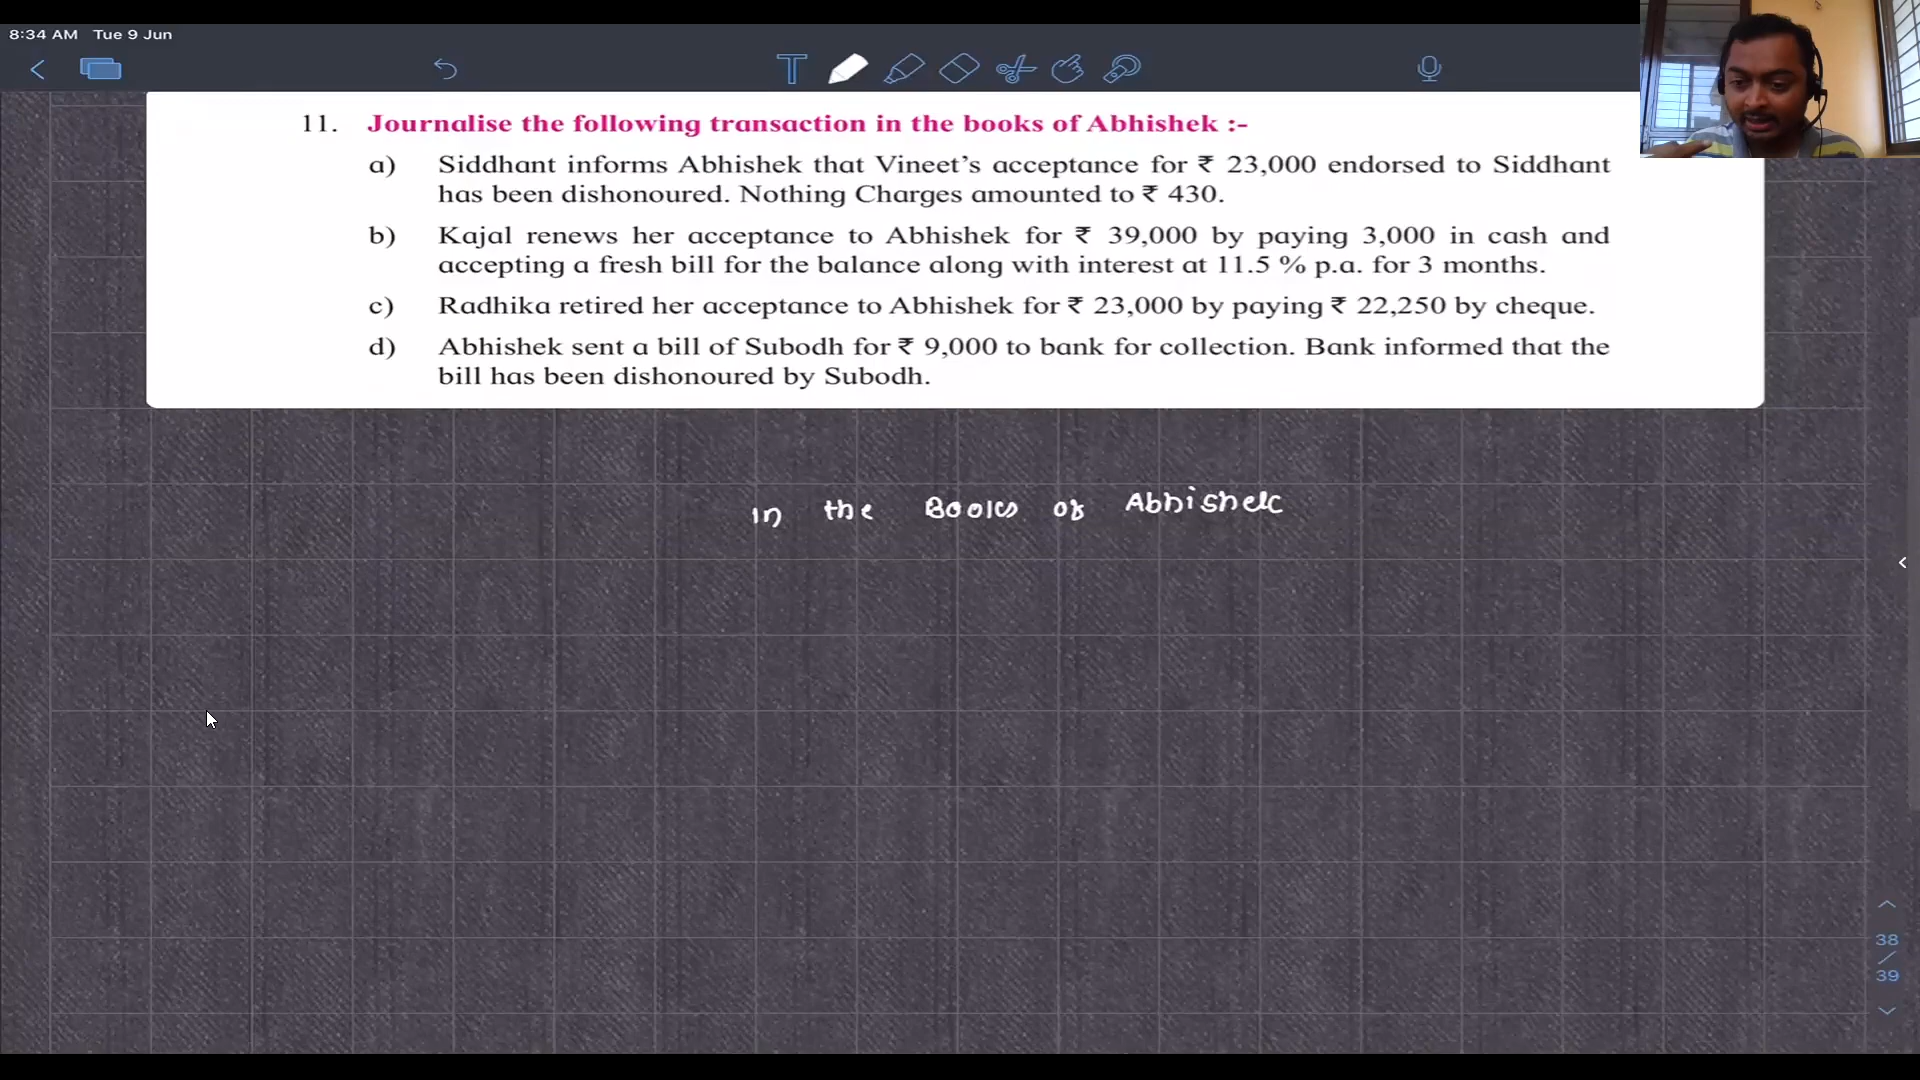 8:34 AM Tue 9 Jun
11. Journalise the following transaction in the books of Abhishek :-
a) Siddhant informs Abhishek that Vineet’s acceptance for ₹ 23,000 endorsed to Siddhant
has been dishonoured. Nothing Charges amounted to ₹ 430.
b) Kajal renews her acceptance to Abhishek for ₹ 39,000 by paying 3,000 in cash and
accepting a fresh bill for the balance along with interest at 11.5 % p.a. for 3 months.
c) Radhika retired her acceptance to Abhishek for ₹ 23,000 by paying ₹ 22,250 by cheque.
d) Abhishek sent a bill of Subodh for ₹ 9,000 to bank for collection. Bank informed that the
bill has been dishonoured by Subodh.
In the Books of Abhishek
38
/
39